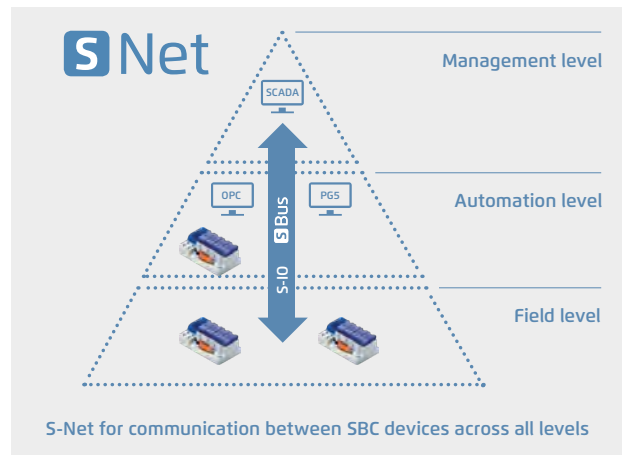 S Net
Management level
SCADA
OPC
PG5
Automation level
S-IO S Bus
Field level
S-Net for communication between SBC devices across all levels